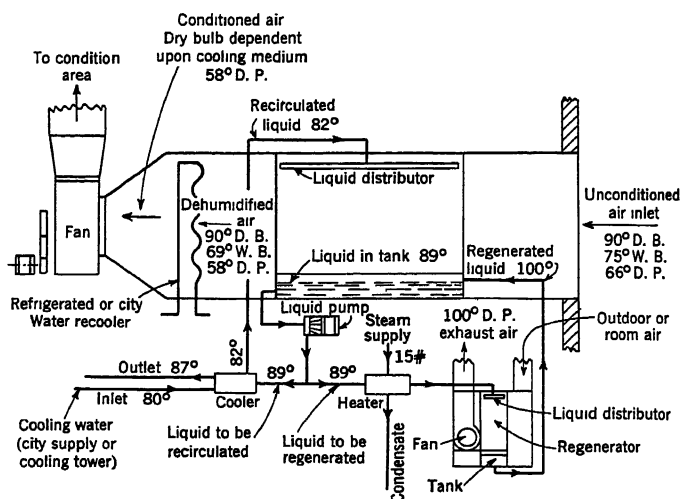 Conditioned air
Dry bulb dependent
upon cooling medium
58° D. P.
To condition
area
Recirculated
liquid 82°
Liquid distributor
Unconditioned
air inlet
90° D. B.
75° W. B.
66° D. P.
Fan
Dehumidified
air
90° D. B.
69° W. B.
58° D. P.
Liquid in tank 89°
Regenerated
liquid 100°
Refrigerated or city
Water recooler
Liquid pump
Steam
supply
15#
100° D. P.
exhaust air
Outdoor or
room air
82°
Outlet 87°
Inlet 80°
89°
89°
Cooler
Heater
Cooling water
(city supply or
cooling tower)
Liquid to be
recirculated
Liquid to be
regenerated
Condensate
Fan
Liquid distributor
Regenerator
Tank